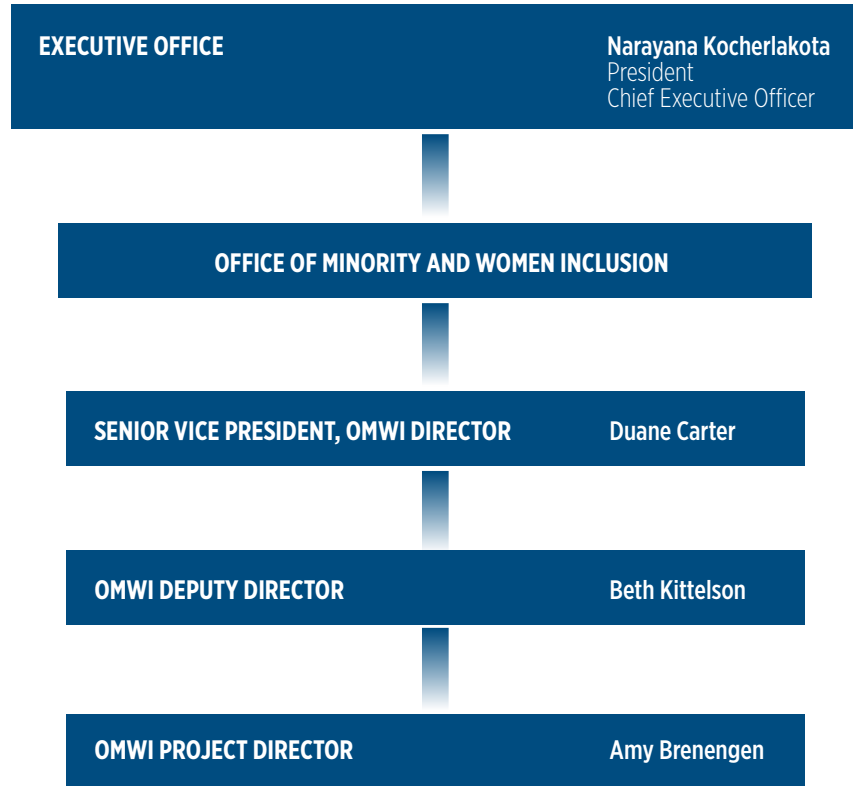 EXECUTIVE OFFICE
Narayana Kocherlakota
President
Chief Executive Officer
OFFICE OF MINORITY AND WOMEN INCLUSION
SENIOR VICE PRESIDENT, OMWI DIRECTOR Duane Carter
OMWI DEPUTY DIRECTOR Beth Kittelson
OMWI PROJECT DIRECTOR Amy Brenengen